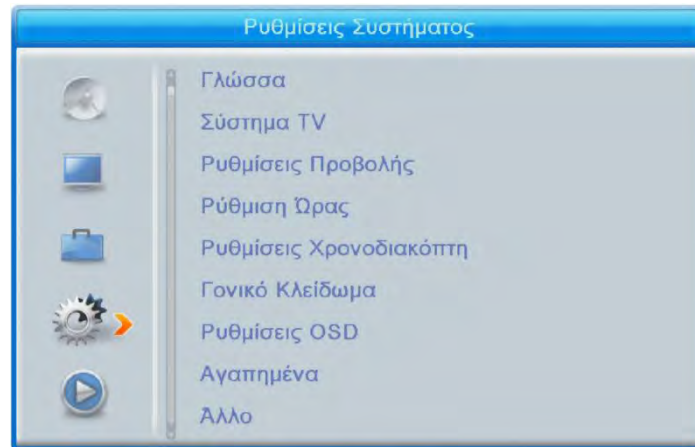 Ρυθμίσεις Συστήματος
Γλώσσα
Σύστημα TV
Ρυθμίσεις Προβολής
Ρύθμιση Ώρας
Ρυθμίσεις Χρονοδιακόπτη
Γονικό Κλείδωμα
Ρυθμίσεις OSD
Αγαπημένα
Άλλο